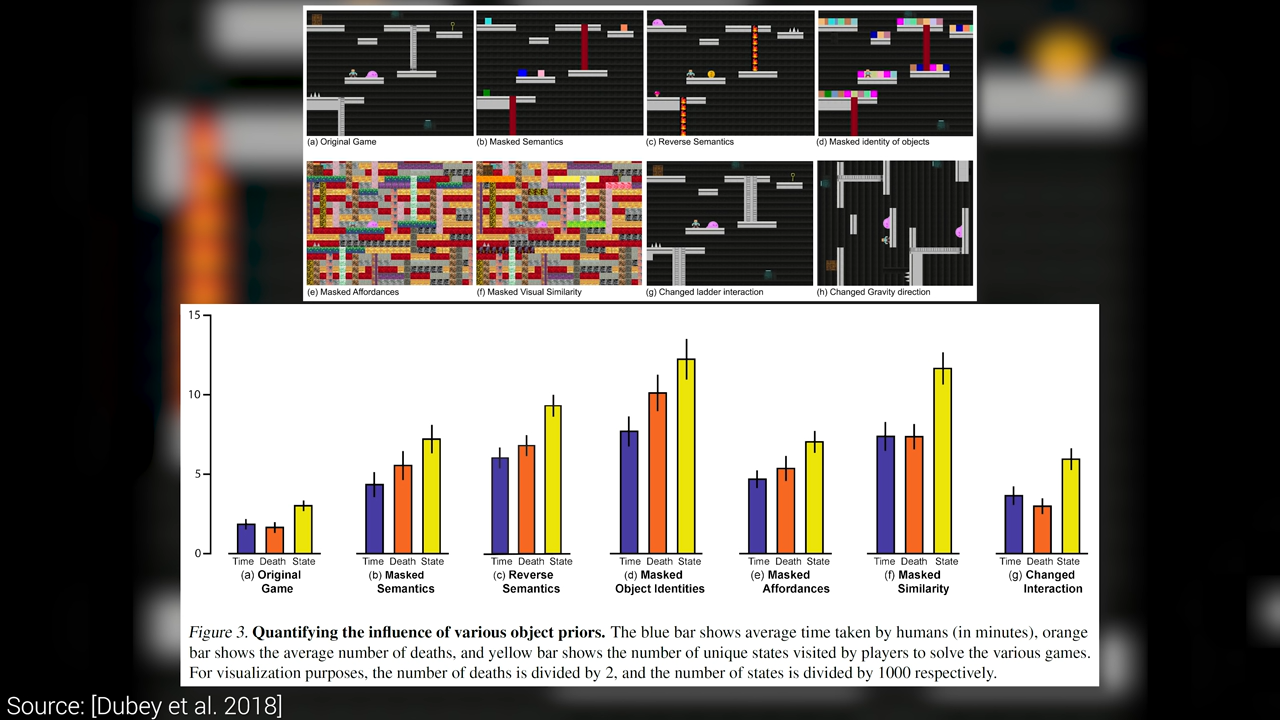 (a) Original Game
(b) Masked Semantics
(c) Reverse Semantics
(d) Masked identity of objects
(e) Masked Affordances
(f) Masked Visual Similarity
(g) Changed ladder interaction
(h) Changed Gravity direction
15
10
5
0
Time Death State
Time Death State
Time Death State
Time Death State
Time Death State
Time Death State
Time Death State
(a) Original Game
(b) Masked Semantics
(c) Reverse Semantics
(d) Masked Object Identities
(e) Masked Affordances
(f) Masked Similarity
(g) Changed Interaction
Figure 3. Quantifying the influence of various object priors. The blue bar shows average time taken by humans (in minutes), orange
bar shows the average number of deaths, and yellow bar shows the number of unique states visited by players to solve the various games.
For visualization purposes, the number of deaths is divided by 2, and the number of states is divided by 1000 respectively.
Source: [Dubey et al. 2018]